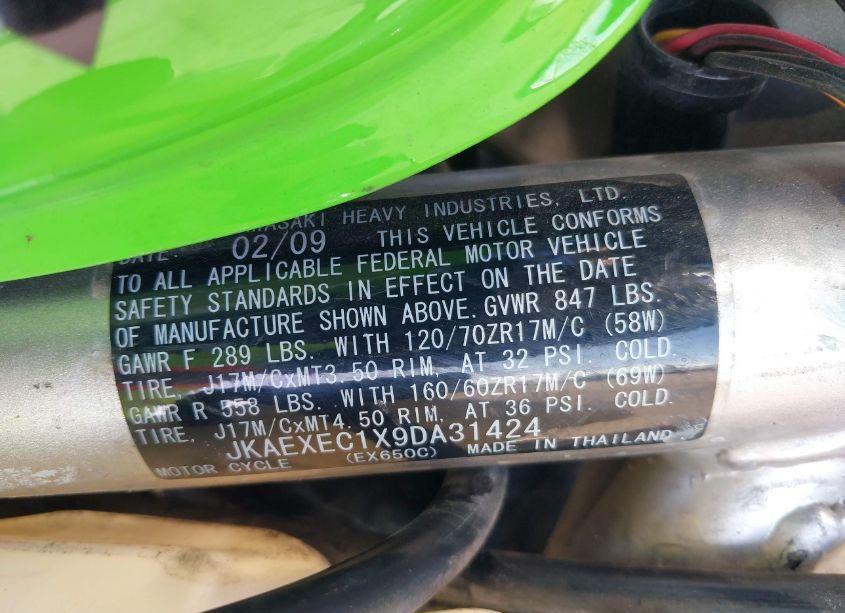 HEAVY INDUSTRIES, LTD
02/09 THIS VEHICLE CONFORMS
TO ALL APPLICABLE FEDERAL MOTOR VEHICLE
SAFETY STANDARDS IN EFFECT ON THE DATE
OF MANUFACTURE SHOWN ABOVE. GVWR 847 LBS.
GAWR F 289 LBS. WITH 120/70ZR17M/C (58W)
TIRE, J17M/CxMT3.50 RIM, AT 32 PSI. COLD.
GAWR R 558 LBS. WITH 160/60ZR17M/C (69W)
TIRE, J17M/CxMT4.50 RIM, AT 36 PSI. COLD.
JKAEXEC1X9DA31424
MOTOR CYCLE (EX650C) MADE IN THAILAND.